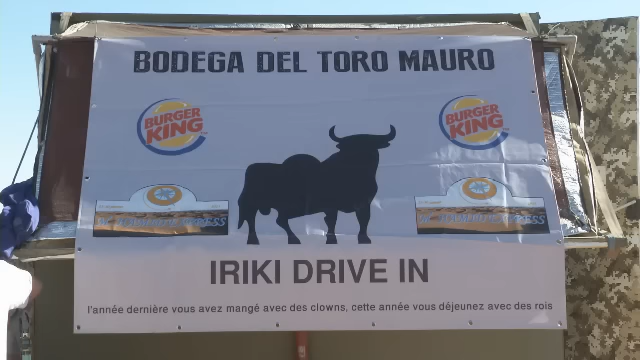 BODEGA DEL TORO MAURO
BURGER KING
BURGER KING
IRIKI DRIVE IN
l'année dernière vous avez mangé avec des clowns, cette année vous déjeunez avec des rois